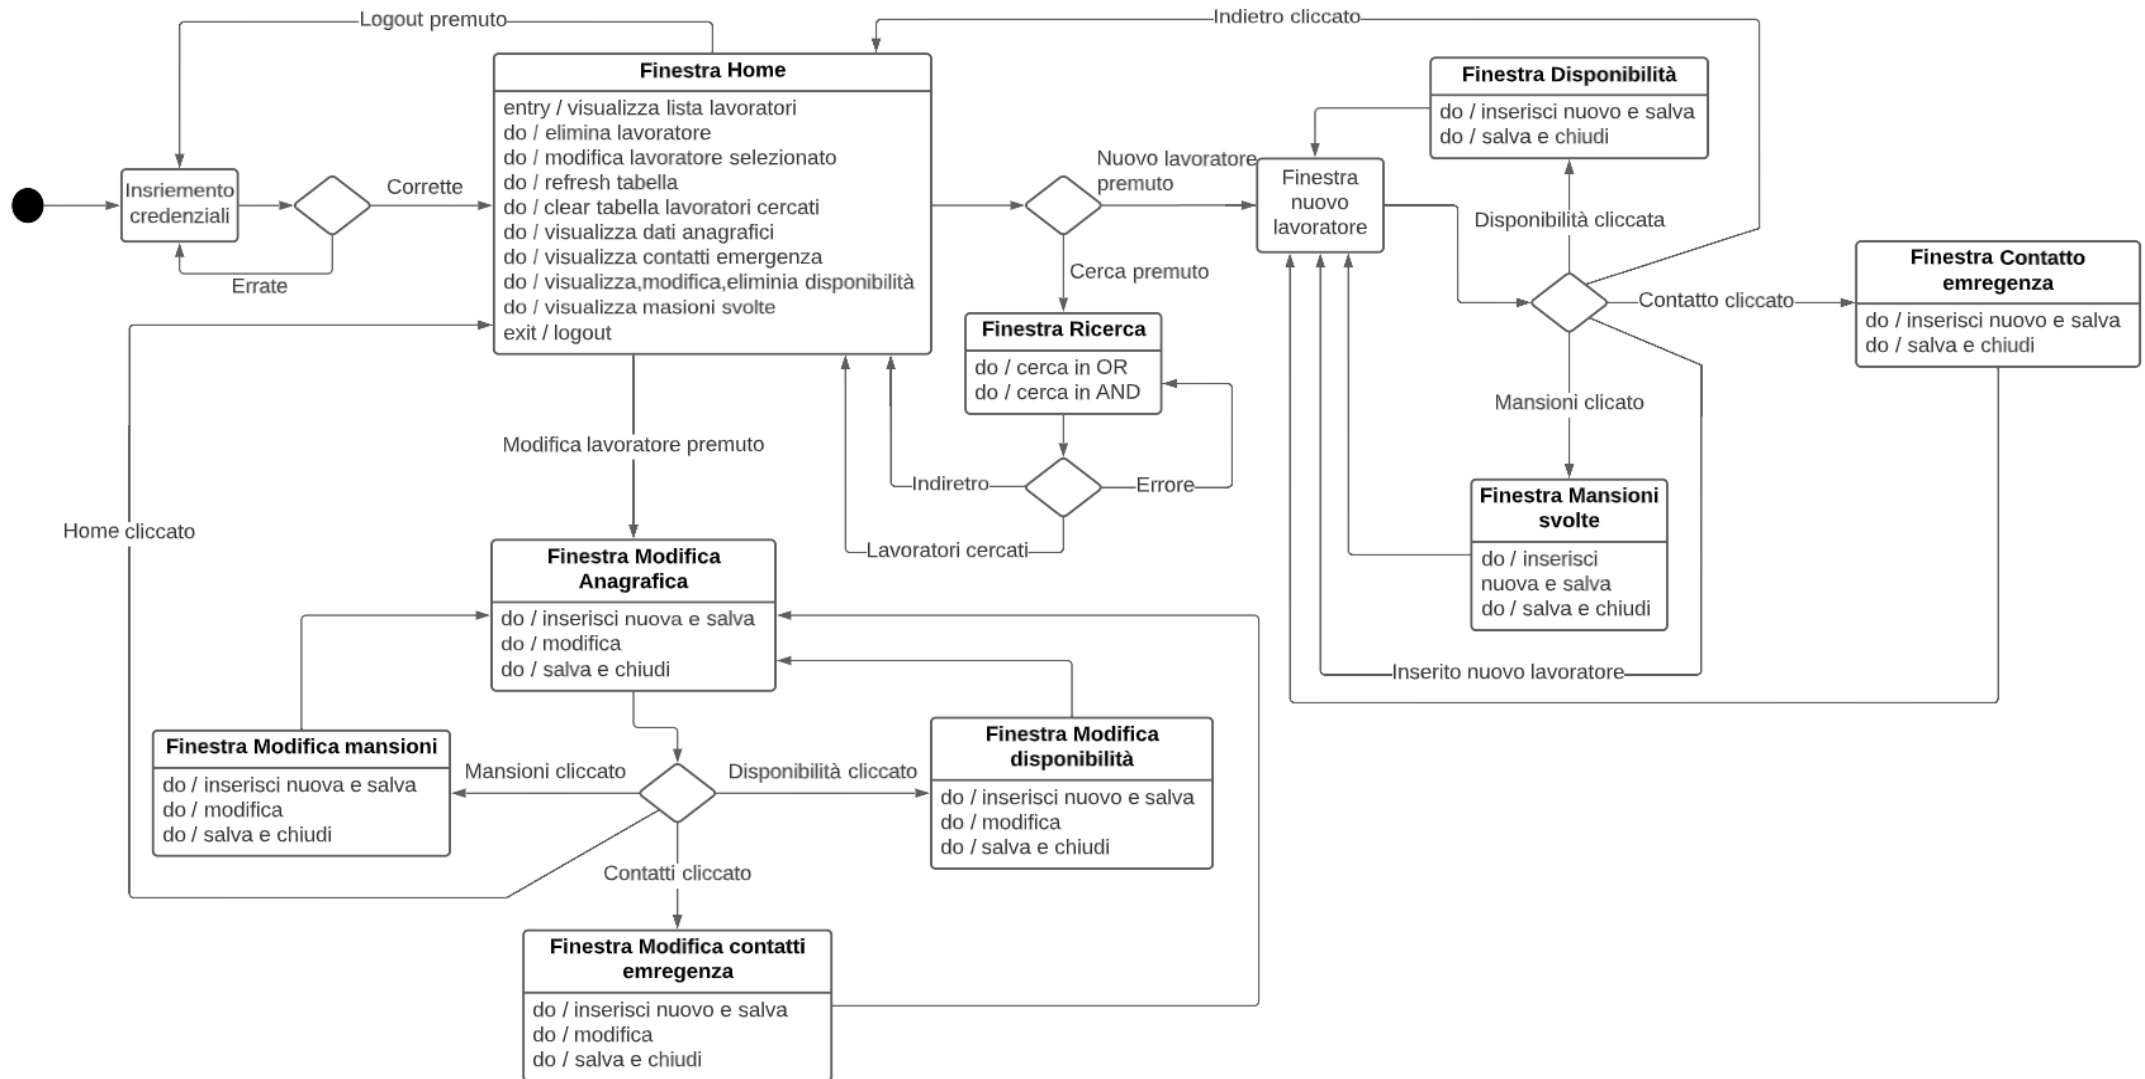 Logout premuto
Indietro cliccato
Finestra Home
entry / visualizza lista lavoratori
do / elimina lavoratore
do / modifica lavoratore selezionato
do / refresh tabella
do / clear tabella lavoratori cercati
do / visualizza dati anagrafici
do / visualizza contatti emergenza
do / visualizza,modifica,eliminia disponibilità
do / visualizza masioni svolte
exit / logout
Insriemento
credenziali
Corrette
Errate
Nuovo lavoratore
premuto
Finestra
nuovo
lavoratore
Finestra Disponibilità
do / inserisci nuovo e salva
do / salva e chiudi
Disponibilità cliccata
Contatto cliccato
Finestra Contatto
emregenza
do / inserisci nuovo e salva
do / salva e chiudi
Cerca premuto
Finestra Ricerca
do / cerca in OR
do / cerca in AND
Indiretro
Errore
Lavoratori cercati
Mansioni clicato
Finestra Mansioni
svolte
do / inserisci
nuova e salva
do / salva e chiudi
Inserito nuovo lavoratore
Modifica lavoratore premuto
Home cliccato
Finestra Modifica
Anagrafica
do / inserisci nuova e salva
do / modifica
do / salva e chiudi
Finestra Modifica mansioni
do / inserisci nuova e salva
do / modifica
do / salva e chiudi
Mansioni cliccato
Disponibilità cliccato
Finestra Modifica
disponibilità
do / inserisci nuovo e salva
do / modifica
do / salva e chiudi
Contatti cliccato
Finestra Modifica contatti
emregenza
do / inserisci nuovo e salva
do / modifica
do / salva e chiudi